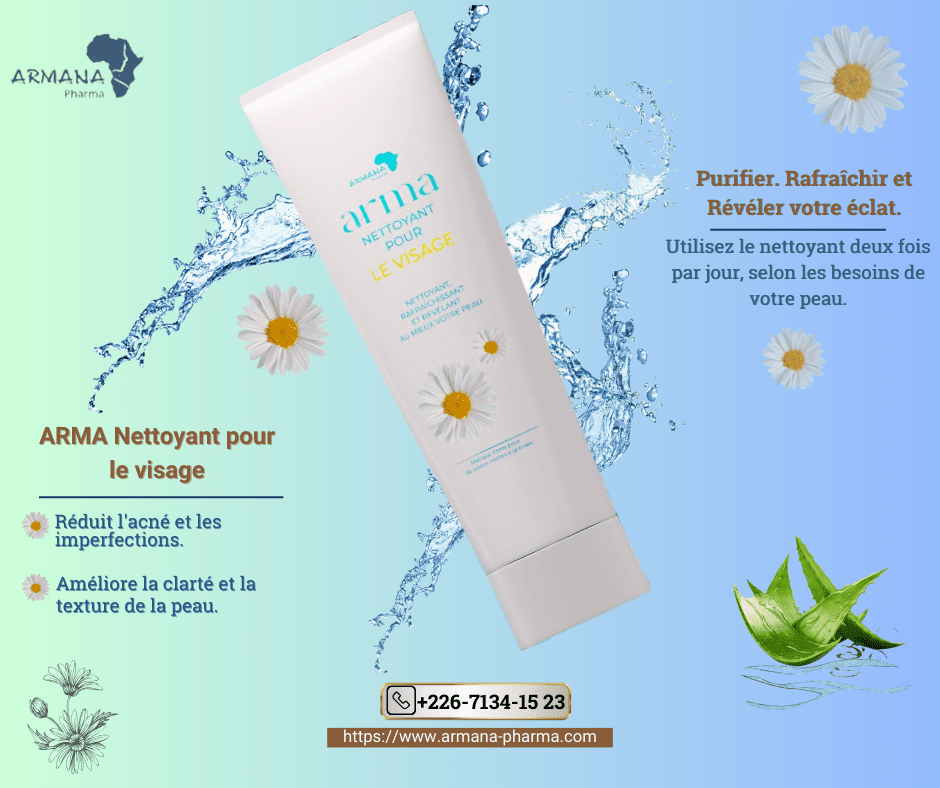 ARMANA
Pharma
ARMANA
arma
NETTOYANT
POUR
LE VISAGE
NETTOYANT,
RAFRAÎCHISSANT
ET RÉVÉLANT
AU MIEUX VOTRE PEAU
Purifier. Rafraîchir et
Révéler votre éclat.
Utilisez le nettoyant deux fois
par jour, selon les besoins de
votre peau.
ARMA Nettoyant pour
le visage
Réduit l'acné et les
imperfections.
Améliore la clarté et la
texture de la peau.
+226-7134-15 23
https://www.armana-pharma.com